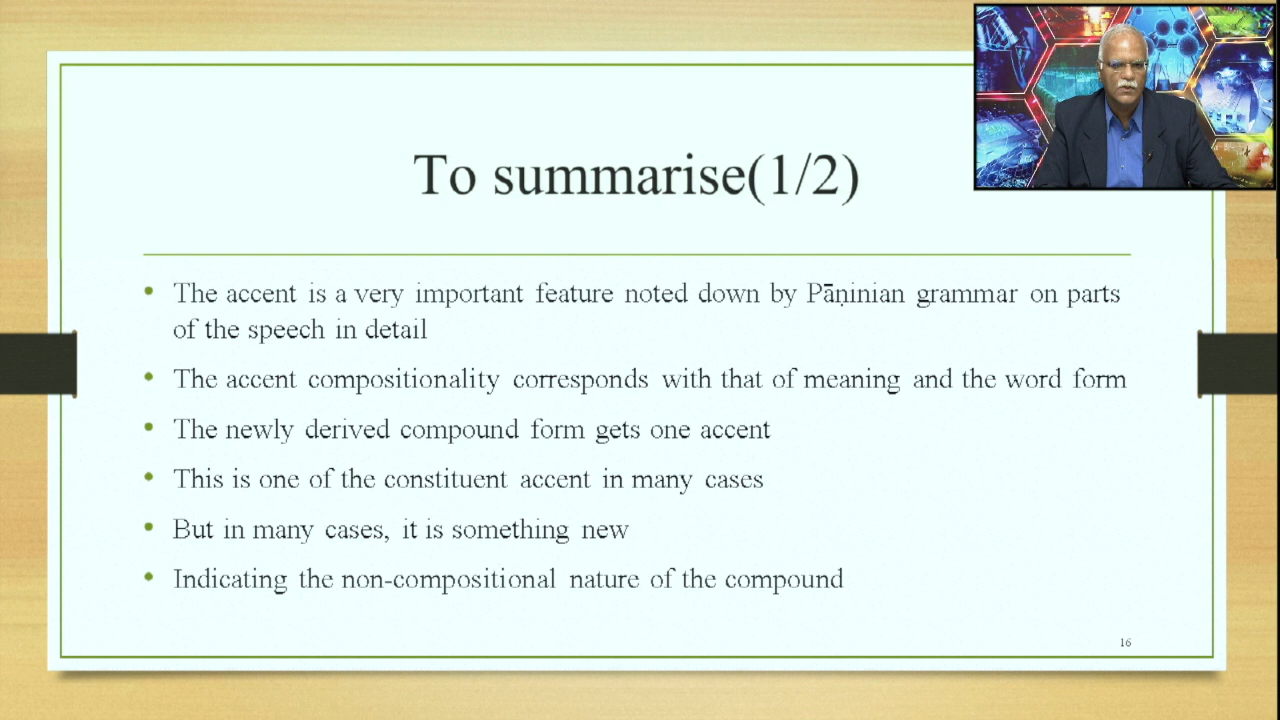 To summarise(1/2)
• The accent is a very important feature noted down by Pāṇinian grammar on parts
of the speech in detail
• The accent compositionality corresponds with that of meaning and the word form
• The newly derived compound form gets one accent
• This is one of the constituent accent in many cases
• But in many cases, it is something new
• Indicating the non-compositional nature of the compound
16